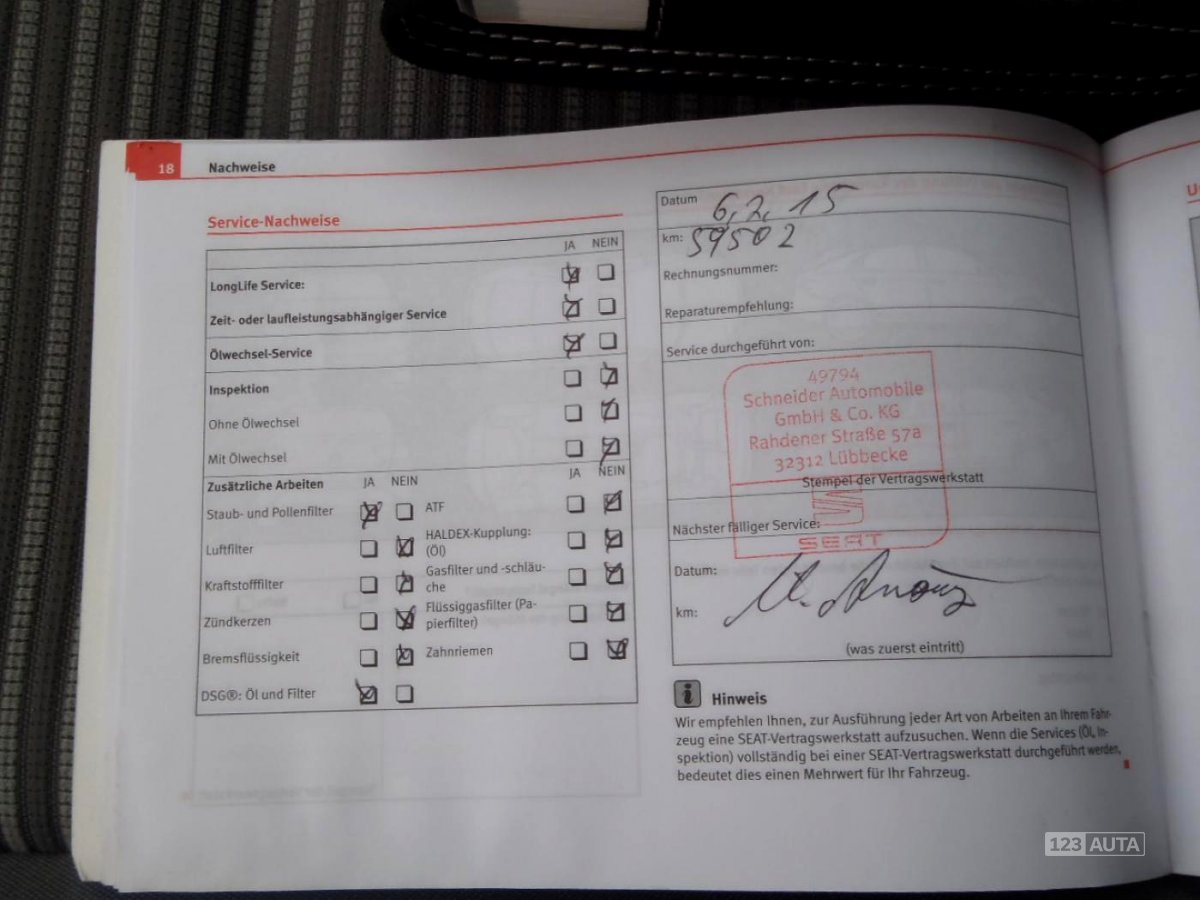 18 Nachweise
Service-Nachweise
JA NEIN
LongLife Service:
Zeit- oder laufleistungsabhängiger Service
Ölwechsel-Service
Inspektion
Ohne Ölwechsel
Mit Ölwechsel
JA NEIN
Zusätzliche Arbeiten JA NEIN
Staub- und Pollenfilter
Luftfilter
Kraftstofffilter
Zündkerzen
Bremsflüssigkeit
DSG®: Öl und Filter
ATF
HALDEX-Kupplung:
(Öl)
Gasfilter und -schläu-
che
Flüssiggasfilter (Pa-
pierfilter)
Zahnriemen
Datum 6,2,15
km: 59502
Rechnungsnummer:
Reparaturempfehlung:
Service durchgeführt von:
49794
Schneider Automobile
GmbH & Co. KG
Rahdener Straße 57a
32312 Lübbecke
Stempel der Vertragswerkstatt
Nächster fälliger Service:
SEAT
Datum:
km:
(was zuerst eintritt)
Hinweis
Wir empfehlen Ihnen, zur Ausführung jeder Art von Arbeiten an Ihrem Fahr-
zeug eine SEAT-Vertragswerkstatt aufzusuchen. Wenn die Services (Öl, In-
spektion) vollständig bei einer SEAT-Vertragswerkstatt durchgeführt werden,
bedeutet dies einen Mehrwert für Ihr Fahrzeug.
123 AUTA